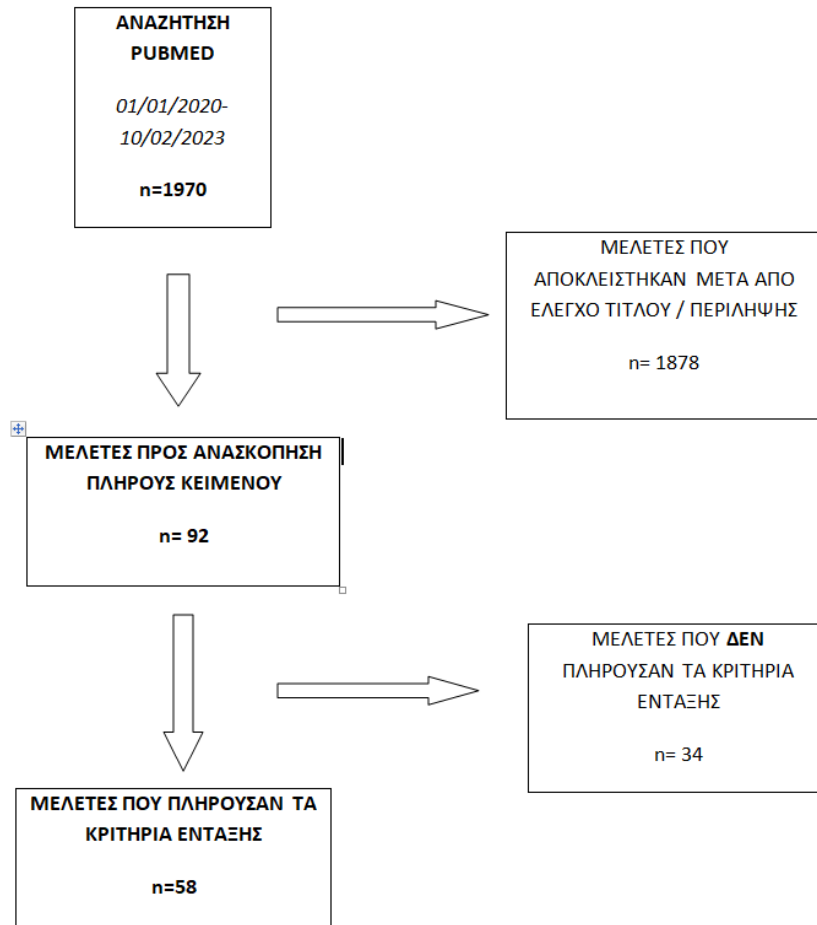 ΑΝΑΖΗΤΗΣΗ
PUBMED
01/01/2020-
10/02/2023
n=1970
ΜΕΛΕΤΕΣ ΠΟΥ
ΑΠΟΚΛΕΙΣΤΗΚΑΝ ΜΕΤΑ ΑΠΟ
ΕΛΕΓΧΟ ΤΙΤΛΟΥ / ΠΕΡΙΛΗΨΗΣ
n= 1878
ΜΕΛΕΤΕΣ ΠΡΟΣ ΑΝΑΣΚΟΠΗΣΗ
ΠΛΗΡΟΥΣ ΚΕΙΜΕΝΟΥ
n= 92
ΜΕΛΕΤΕΣ ΠΟΥ ΔΕΝ
ΠΛΗΡΟΥΣΑΝ ΤΑ ΚΡΙΤΗΡΙΑ
ΕΝΤΑΞΗΣ
n= 34
ΜΕΛΕΤΕΣ ΠΟΥ ΠΛΗΡΟΥΣΑΝ ΤΑ
ΚΡΙΤΗΡΙΑ ΕΝΤΑΞΗΣ
n=58